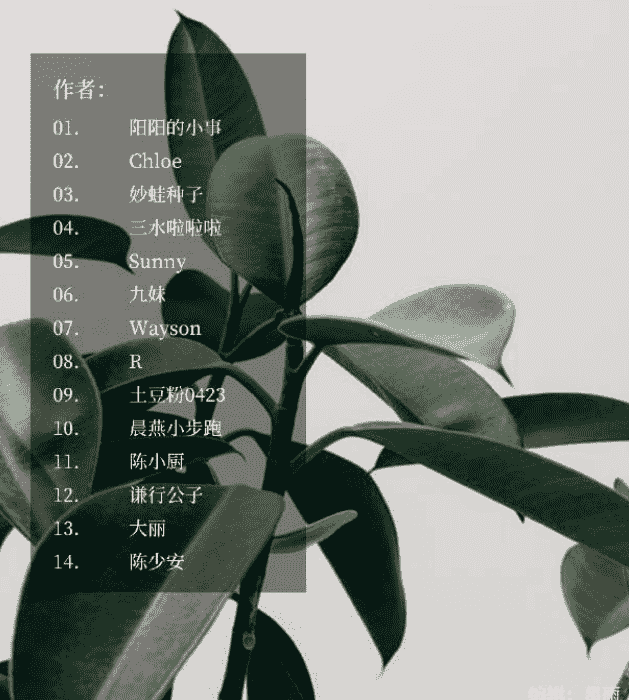 作者：
01. 阳阳的小事
02. Chloe
03. 妙蛙种子
04. 三水啦啦啦
05. Sunny
06. 九妹
07. Wayson
08. R
09. 土豆粉0423
10. 晨燕小步跑
11. 陈小厨
12. 谦行公子
13. 大丽
14. 陈少安